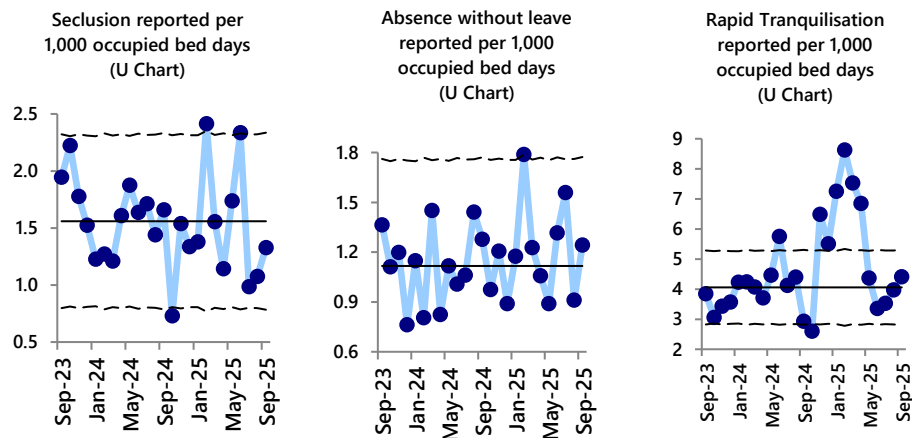 Seclusion reported per
1,000 occupied bed days
(U Chart)
2.5
2.0
1.5
1.0
0.5
Sep-23
Jan-24
May-24
Sep-24
Jan-25
May-25
Sep-25
Absence without leave
reported per 1,000
occupied bed days
(U Chart)
1.8
1.5
1.2
0.9
0.6
Sep-23
Jan-24
May-24
Sep-24
Jan-25
May-25
Sep-25
Rapid Tranquilisation
reported per 1,000
occupied bed days
(U Chart)
9
8
7
6
5
4
3
2
Sep-23
Jan-24
May-24
Sep-24
Jan-25
May-25
Sep-25